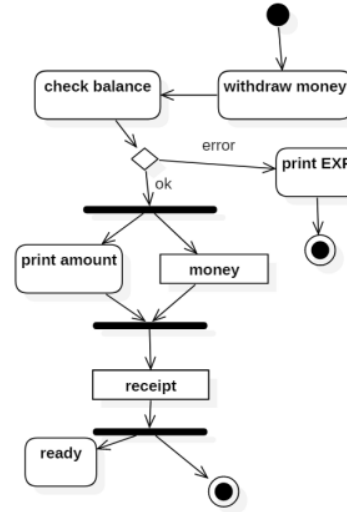 check balance
withdraw money
error
print EXP
ok
print amount
money
receipt
ready